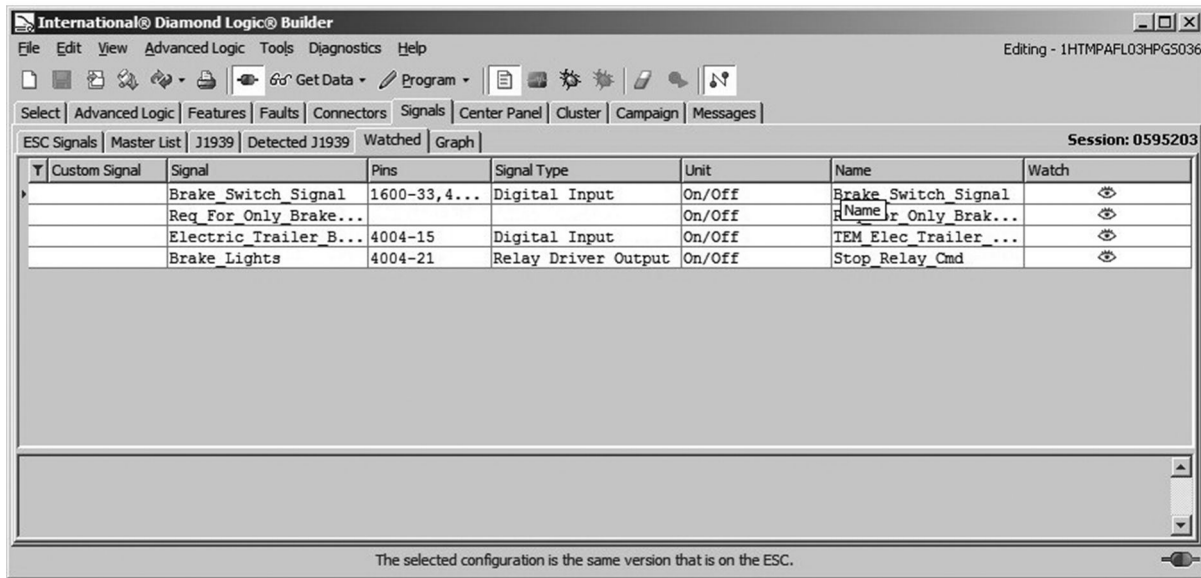 International® Diamond Logic® Builder
File Edit View Advanced Logic Tools Diagnostics Help Editing - 1HTMPAFL03HPGS036
Get Data Program
Select Advanced Logic Features Faults Connectors Signals Center Panel Cluster Campaign Messages
ESC Signals Master List J1939 Detected J1939 Watched Graph Session: 0595203
Custom Signal Signal Pins Signal Type Unit Name Watch
Brake_Switch_Signal 1600-33,4... Digital Input On/Off Brake_Switch_Signal
Req_For_Only_Brake... On/Off Brak...
Name
Electric_Trailer_B... 4004-15 Digital Input On/Off TEM_Elec_Trailer_...
Brake_Lights 4004-21 Relay Driver Output On/Off Stop_Relay_Cmd
The selected configuration is the same version that is on the ESC.